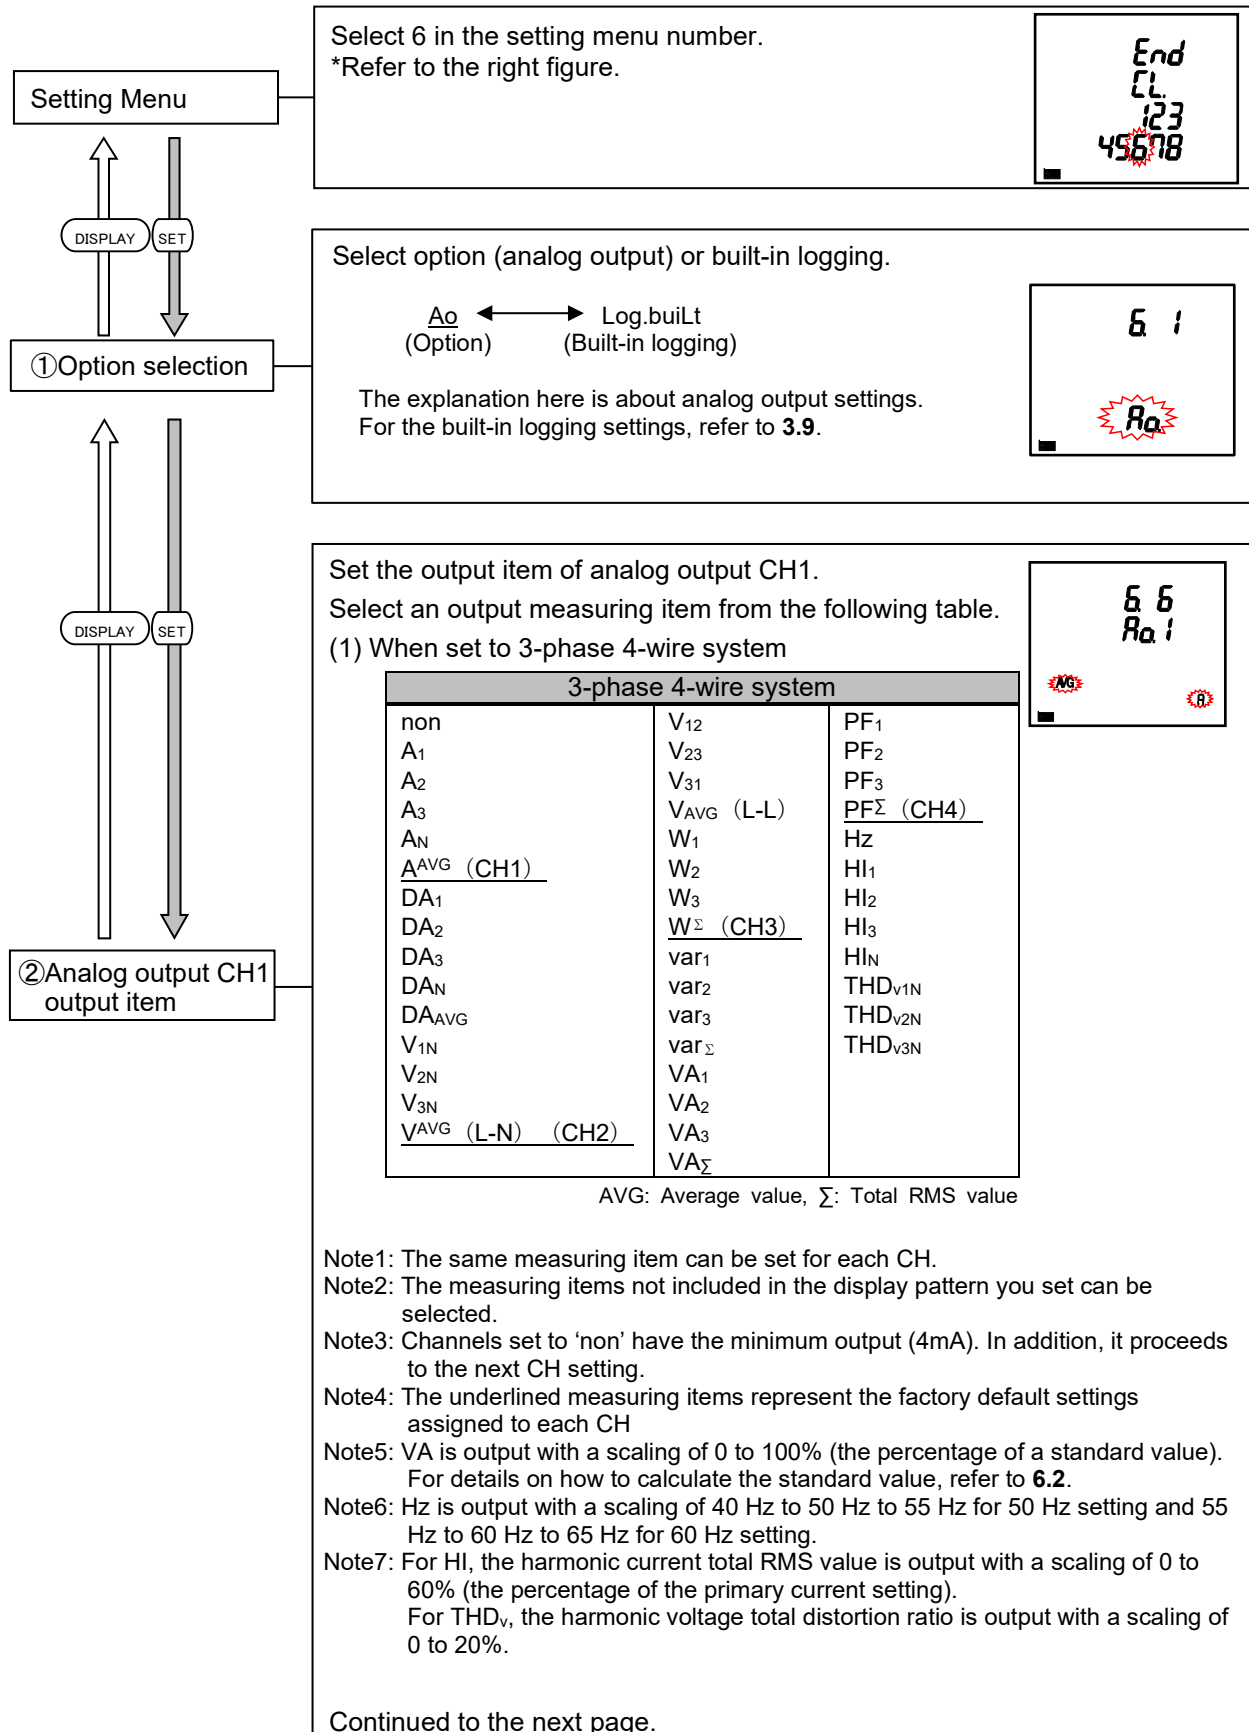 Select 6 in the setting menu number.
*Refer to the right figure.
Setting Menu
End
CL.
123
45678
DISPLAY
SET
Select option (analog output) or built-in logging.
Ao Log.buiLt
(Option) (Built-in logging)
The explanation here is about analog output settings.
For the built-in logging settings, refer to 3.9.
①Option selection
6. 1
Ao.
DISPLAY
SET
Set the output item of analog output CH1.
Select an output measuring item from the following table.
(1) When set to 3-phase 4-wire system
6. 6
Ao. 1
AVG
A
3-phase 4-wire system
non
A1
A2
A3
AN
AAVG (CH1)
DA1
DA2
DA3
DAN
DAAVG
V1N
V2N
V3N
VAVG (L-N) (CH2)
V12
V23
V31
VAVG (L-L)
W1
W2
W3
WΣ (CH3)
var1
var2
var3
varΣ
VA1
VA2
VA3
VA∑
PF1
PF2
PF3
PFΣ (CH4)
Hz
HI1
HI2
HI3
HIN
THDv1N
THDv2N
THDv3N
②Analog output CH1
output item
AVG: Average value, ∑: Total RMS value
Note1: The same measuring item can be set for each CH.
Note2: The measuring items not included in the display pattern you set can be
selected.
Note3: Channels set to ‘non’ have the minimum output (4mA). In addition, it proceeds
to the next CH setting.
Note4: The underlined measuring items represent the factory default settings
assigned to each CH
Note5: VA is output with a scaling of 0 to 100% (the percentage of a standard value).
For details on how to calculate the standard value, refer to 6.2.
Note6: Hz is output with a scaling of 40 Hz to 50 Hz to 55 Hz for 50 Hz setting and 55
Hz to 60 Hz to 65 Hz for 60 Hz setting.
Note7: For HI, the harmonic current total RMS value is output with a scaling of 0 to
60% (the percentage of the primary current setting).
For THDv, the harmonic voltage total distortion ratio is output with a scaling of
0 to 20%.
Continued to the next page.